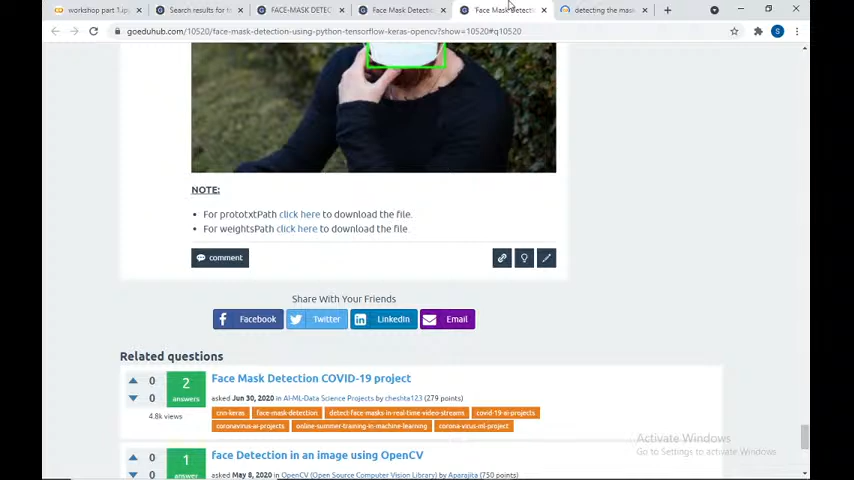 workshop part 1.ip
Search results for f
FACE-MASK DETEC
Face Mask Detectio
Face Mask Detecti
detecting the mas
goeduhub.com/10520/face-mask-detection-using-python-tensorflow-keras-opencv?show=10520#q10520
S
NOTE:
For prototxtPath click here to download the file.
For weightsPath click here to download the file.
comment
Share With Your Friends
Facebook
Twitter
LinkedIn
Email
Related questions
0
0
2
answers
4.8k views
Face Mask Detection COVID-19 project
asked Jun 30, 2020 in AI-ML-Data Science Projects by cheshta123 (279 points)
cnn-keras face-mask-detection detect-face-masks-in-real-time-video-streams covid-19-ai-projects
coronavirus-ai-projects online-summer-training-in-machine-learning corona-virus-ml-project
0
0
1
answer
face Detection in an image using OpenCV
asked May 8, 2020 in OpenCV (Open Source Computer Vision Library) by Aparajita (750 points)
Activate Windows
Go to Settings to activate Windows.